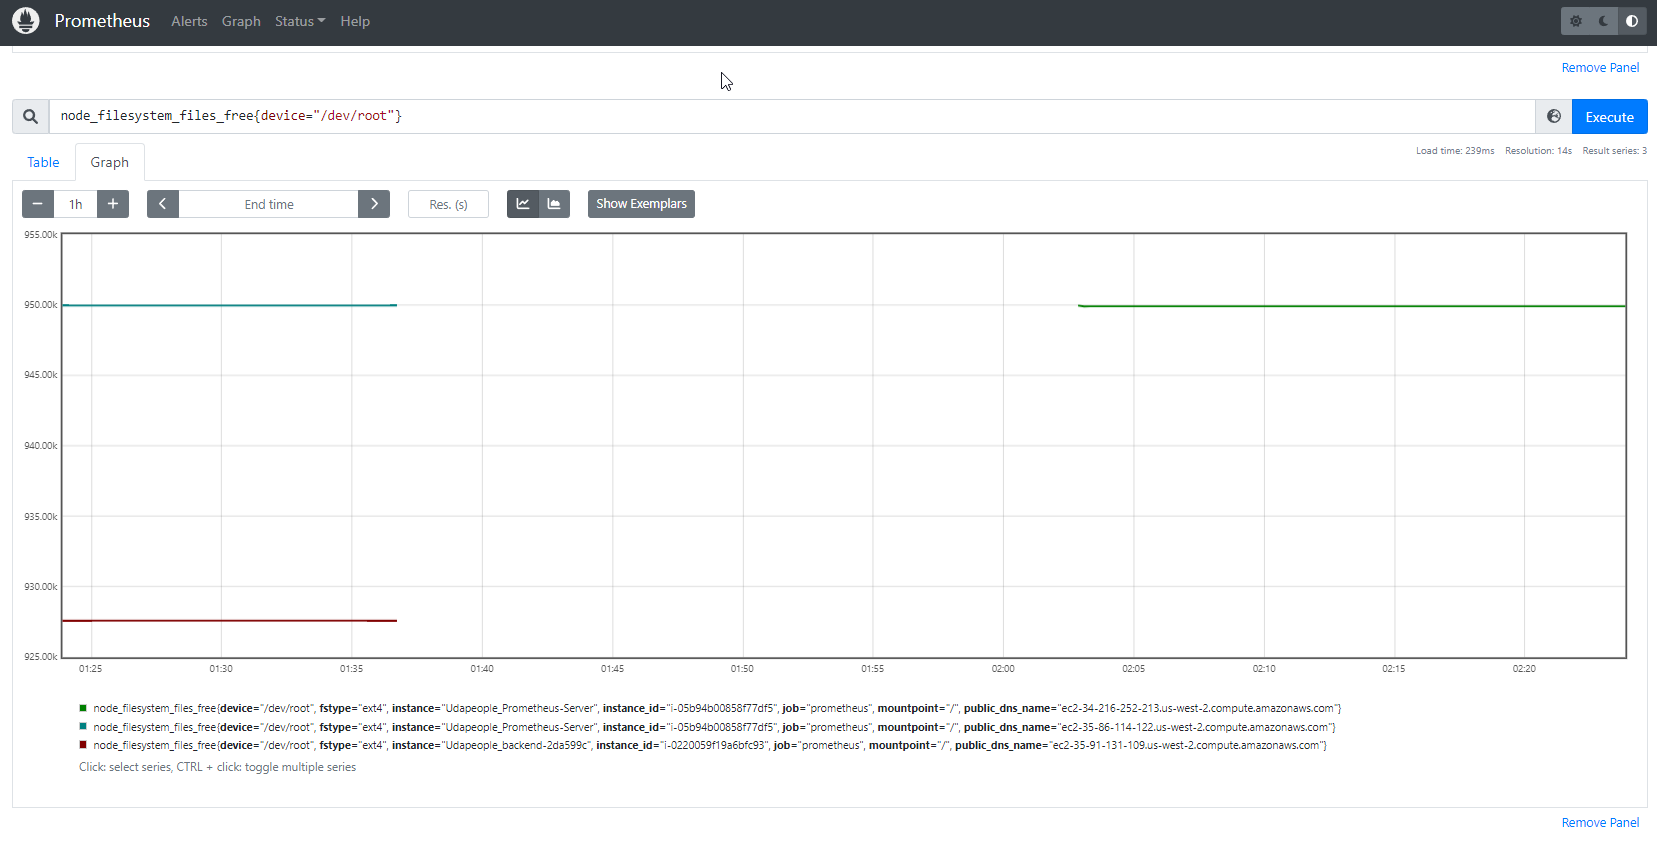 Prometheus Alerts Graph Status Help
Remove Panel
node_filesystem_files_free{device="/dev/root"} Execute
Load time: 239ms Resolution: 14s Result series: 3
Table Graph
1h End time Res. (s) Show Exemplars
955.00k
950.00k
945.00k
940.00k
935.00k
930.00k
925.00k
01:25 01:30 01:35 01:40 01:45 01:50 01:55 02:00 02:05 02:10 02:15 02:20
node_filesystem_files_free{device="/dev/root", fstype="ext4", instance="Udapeople_Prometheus-Server", instance_id="i-05b94b00858f77df5", job="prometheus", mountpoint="/", public_dns_name="ec2-34-216-252-213.us-west-2.compute.amazonaws.com"}
node_filesystem_files_free{device="/dev/root", fstype="ext4", instance="Udapeople_Prometheus-Server", instance_id="i-05b94b00858f77df5", job="prometheus", mountpoint="/", public_dns_name="ec2-35-86-114-122.us-west-2.compute.amazonaws.com"}
node_filesystem_files_free{device="/dev/root", fstype="ext4", instance="Udapeople_backend-2da599c", instance_id="i-0220059f19a6bfc93", job="prometheus", mountpoint="/", public_dns_name="ec2-35-91-131-109.us-west-2.compute.amazonaws.com"}
Click: select series, CTRL + click: toggle multiple series
Remove Panel